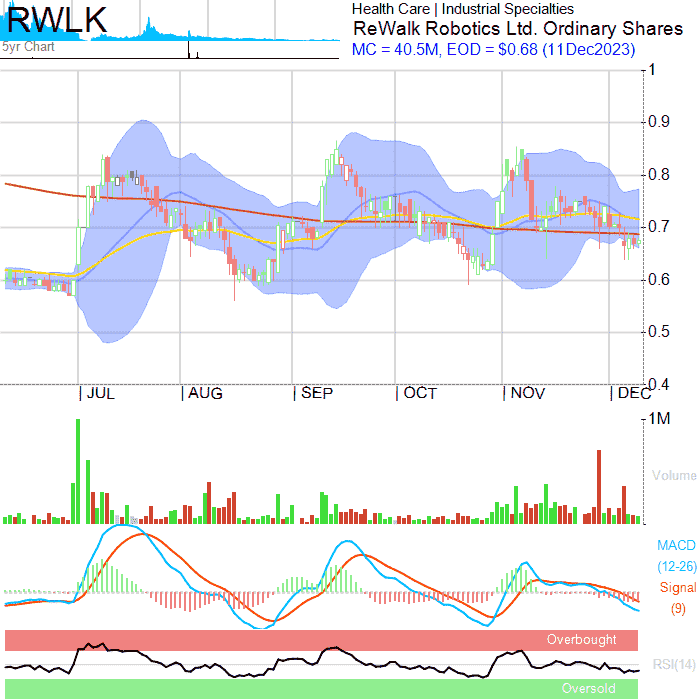 RWLK
5yr Chart
Health Care | Industrial Specialties
ReWalk Robotics Ltd. Ordinary Shares
MC = 40.5M, EOD = $0.68 (11Dec2023)
1
0.9
0.8
0.7
0.6
0.5
0.4
JUL AUG SEP OCT NOV DEC
1M
Volume
MACD
(12-26)
Signal
(9)
Overbought
RSI(14)
Oversold